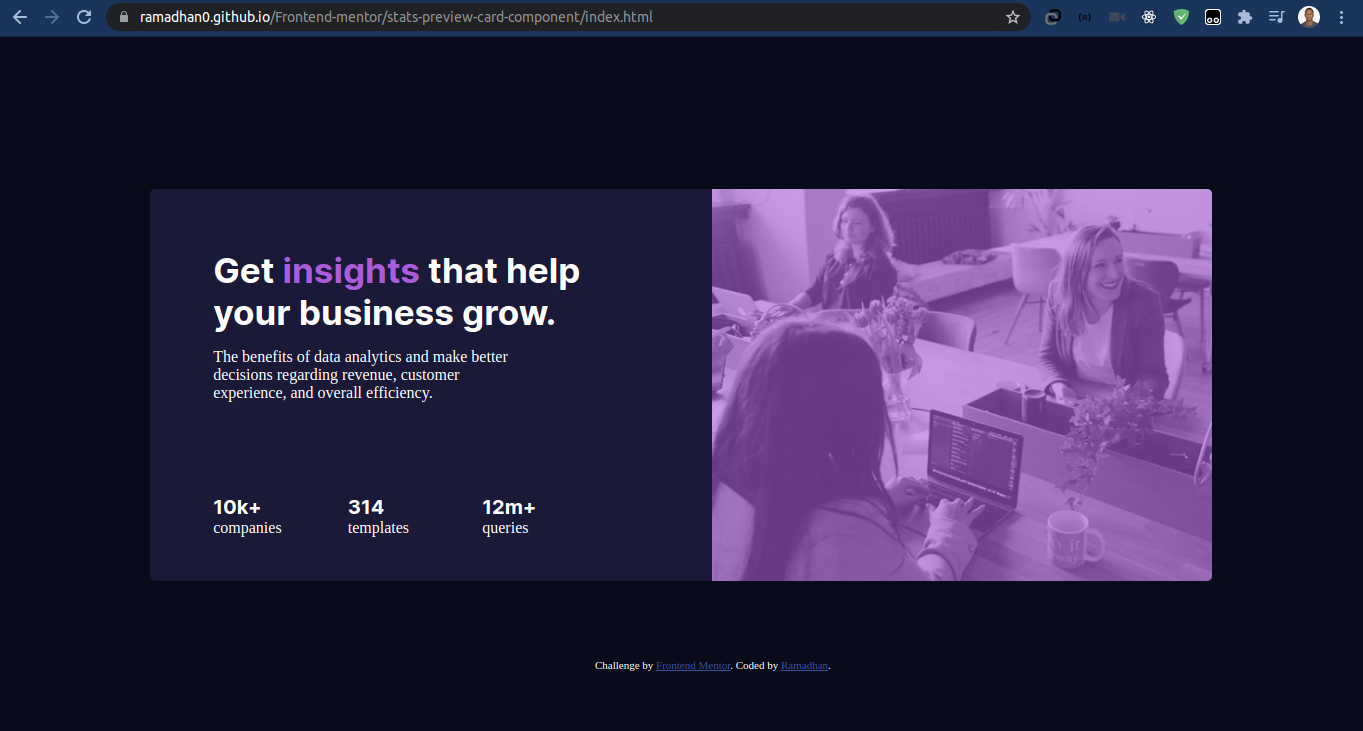 ramadhan0.github.io/Frontend-mentor/stats-preview-card-component/index.html
Get insights that help
your business grow.
The benefits of data analytics and make better
decisions regarding revenue, customer
experience, and overall efficiency.
10k+ 314 12m+
companies templates queries
Challenge by Frontend Mentor. Coded by Ramadhan.